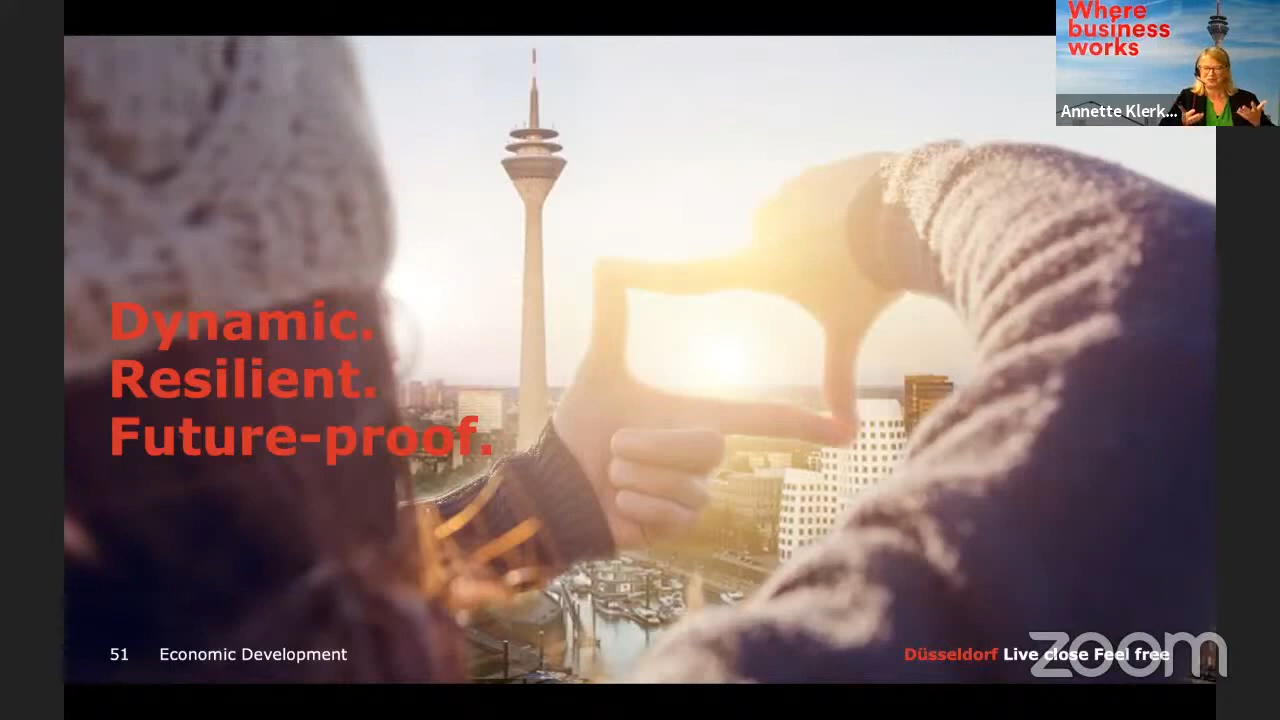 Where
business
works
Annette Klerk...
Dynamic.
Resilient.
Future-proof.
51 Economic Development
Düsseldorf Live close Feel free
zoom